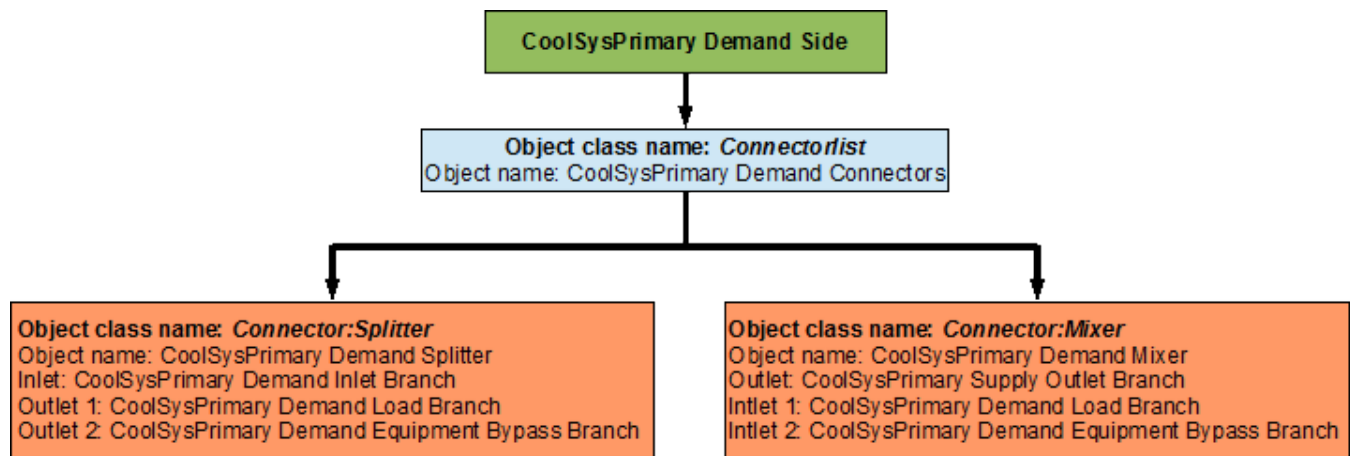 CoolSysPrimary Demand Side
Object class name: Connectorlist
Object name: CoolSysPrimary Demand Connectors
Object class name: Connector:Splitter
Object name: CoolSysPrimary Demand Splitter
Inlet: CoolSysPrimary Demand Inlet Branch
Outlet 1: CoolSysPrimary Demand Load Branch
Outlet 2: CoolSysPrimary Demand Equipment Bypass Branch
Object class name: Connector:Mixer
Object name: CoolSysPrimary Demand Mixer
Outlet: CoolSysPrimary Supply Outlet Branch
Intlet 1: CoolSysPrimary Demand Load Branch
Intlet 2: CoolSysPrimary Demand Equipment Bypass Branch